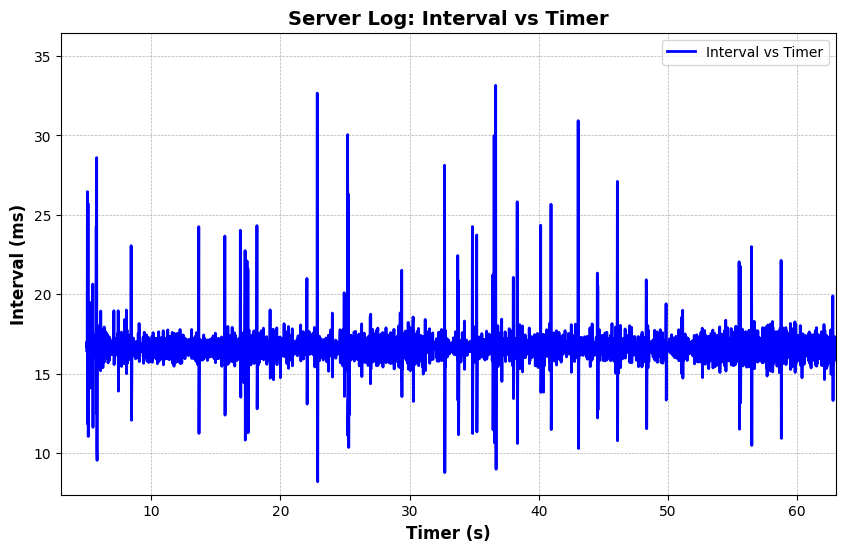 Server Log: Interval vs Timer
Interval vs Timer
Interval (ms)
35
30
25
20
15
10
10 20 30 40 50 60
Timer (s)